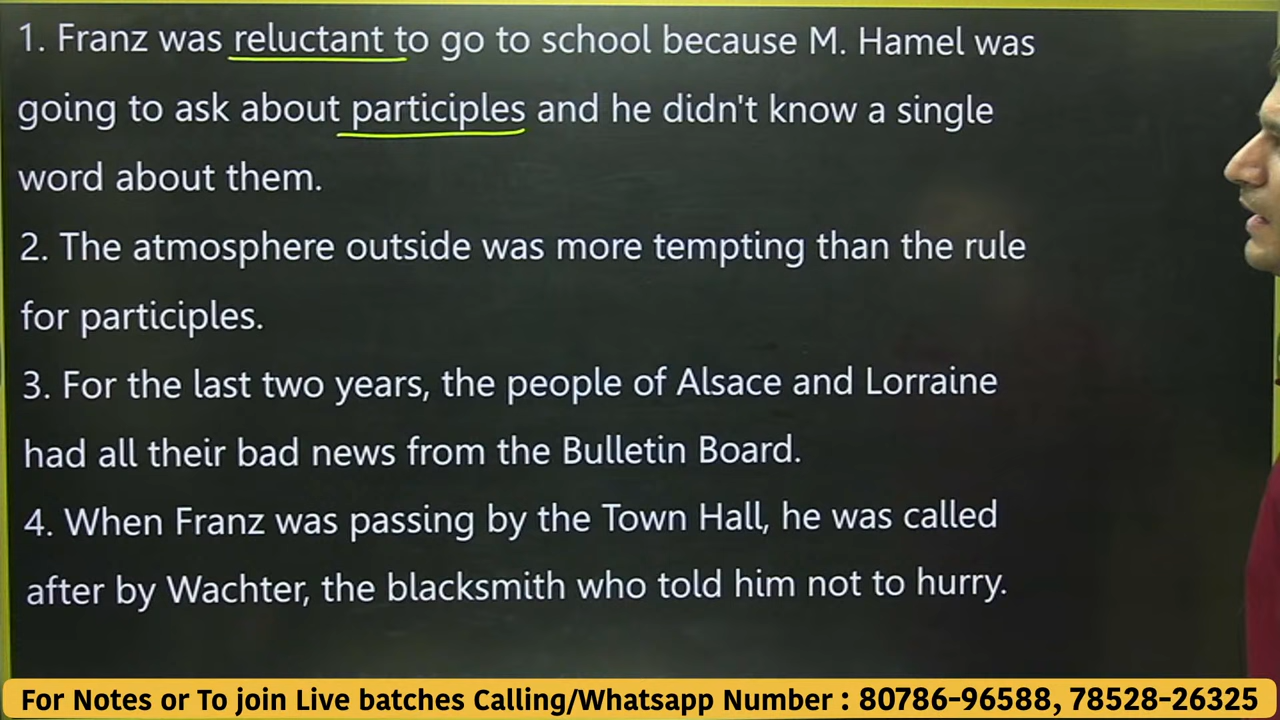 1. Franz was reluctant to go to school because M. Hamel was
going to ask about participles and he didn't know a single
word about them.
2. The atmosphere outside was more tempting than the rule
for participles.
3. For the last two years, the people of Alsace and Lorraine
had all their bad news from the Bulletin Board.
4. When Franz was passing by the Town Hall, he was called
after by Wachter, the blacksmith who told him not to hurry.
For Notes or To join Live batches Calling/Whatsapp Number : 80786-96588, 78528-26325